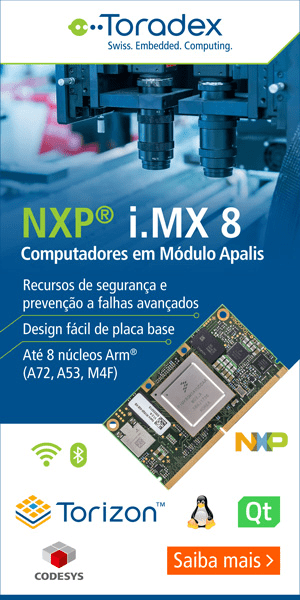 Toradex
Swiss. Embedded. Computing.
NXP® i.MX 8
Computadores em Módulo Apalis
Recursos de segurança e
prevenção a falhas avançados
Design fácil de placa base
Até 8 núcleos Arm®
(A72, A53, M4F)
NXP
Torizon™
Qt
CODESYS
Saiba mais >